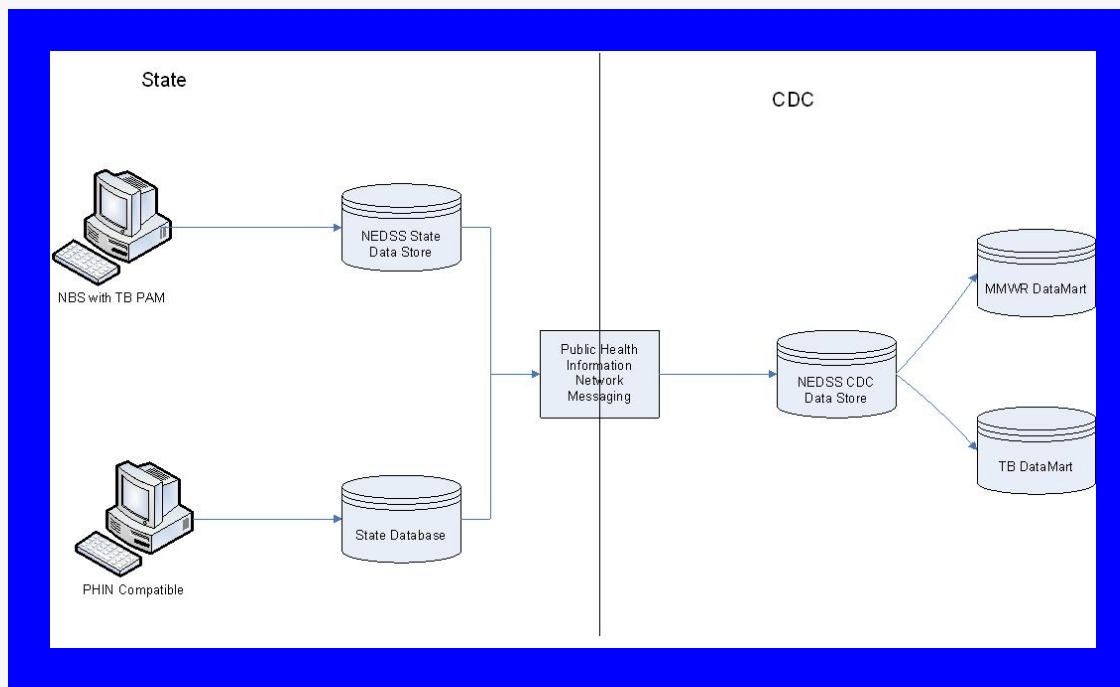 State
CDC
NBS with TB PAM
NEDSS State
Data Store
Public Health
Information
Network
Messaging
NEDSS CDC
Data Store
MMWR DataMart
TB DataMart
State Database
PHIN Compatible